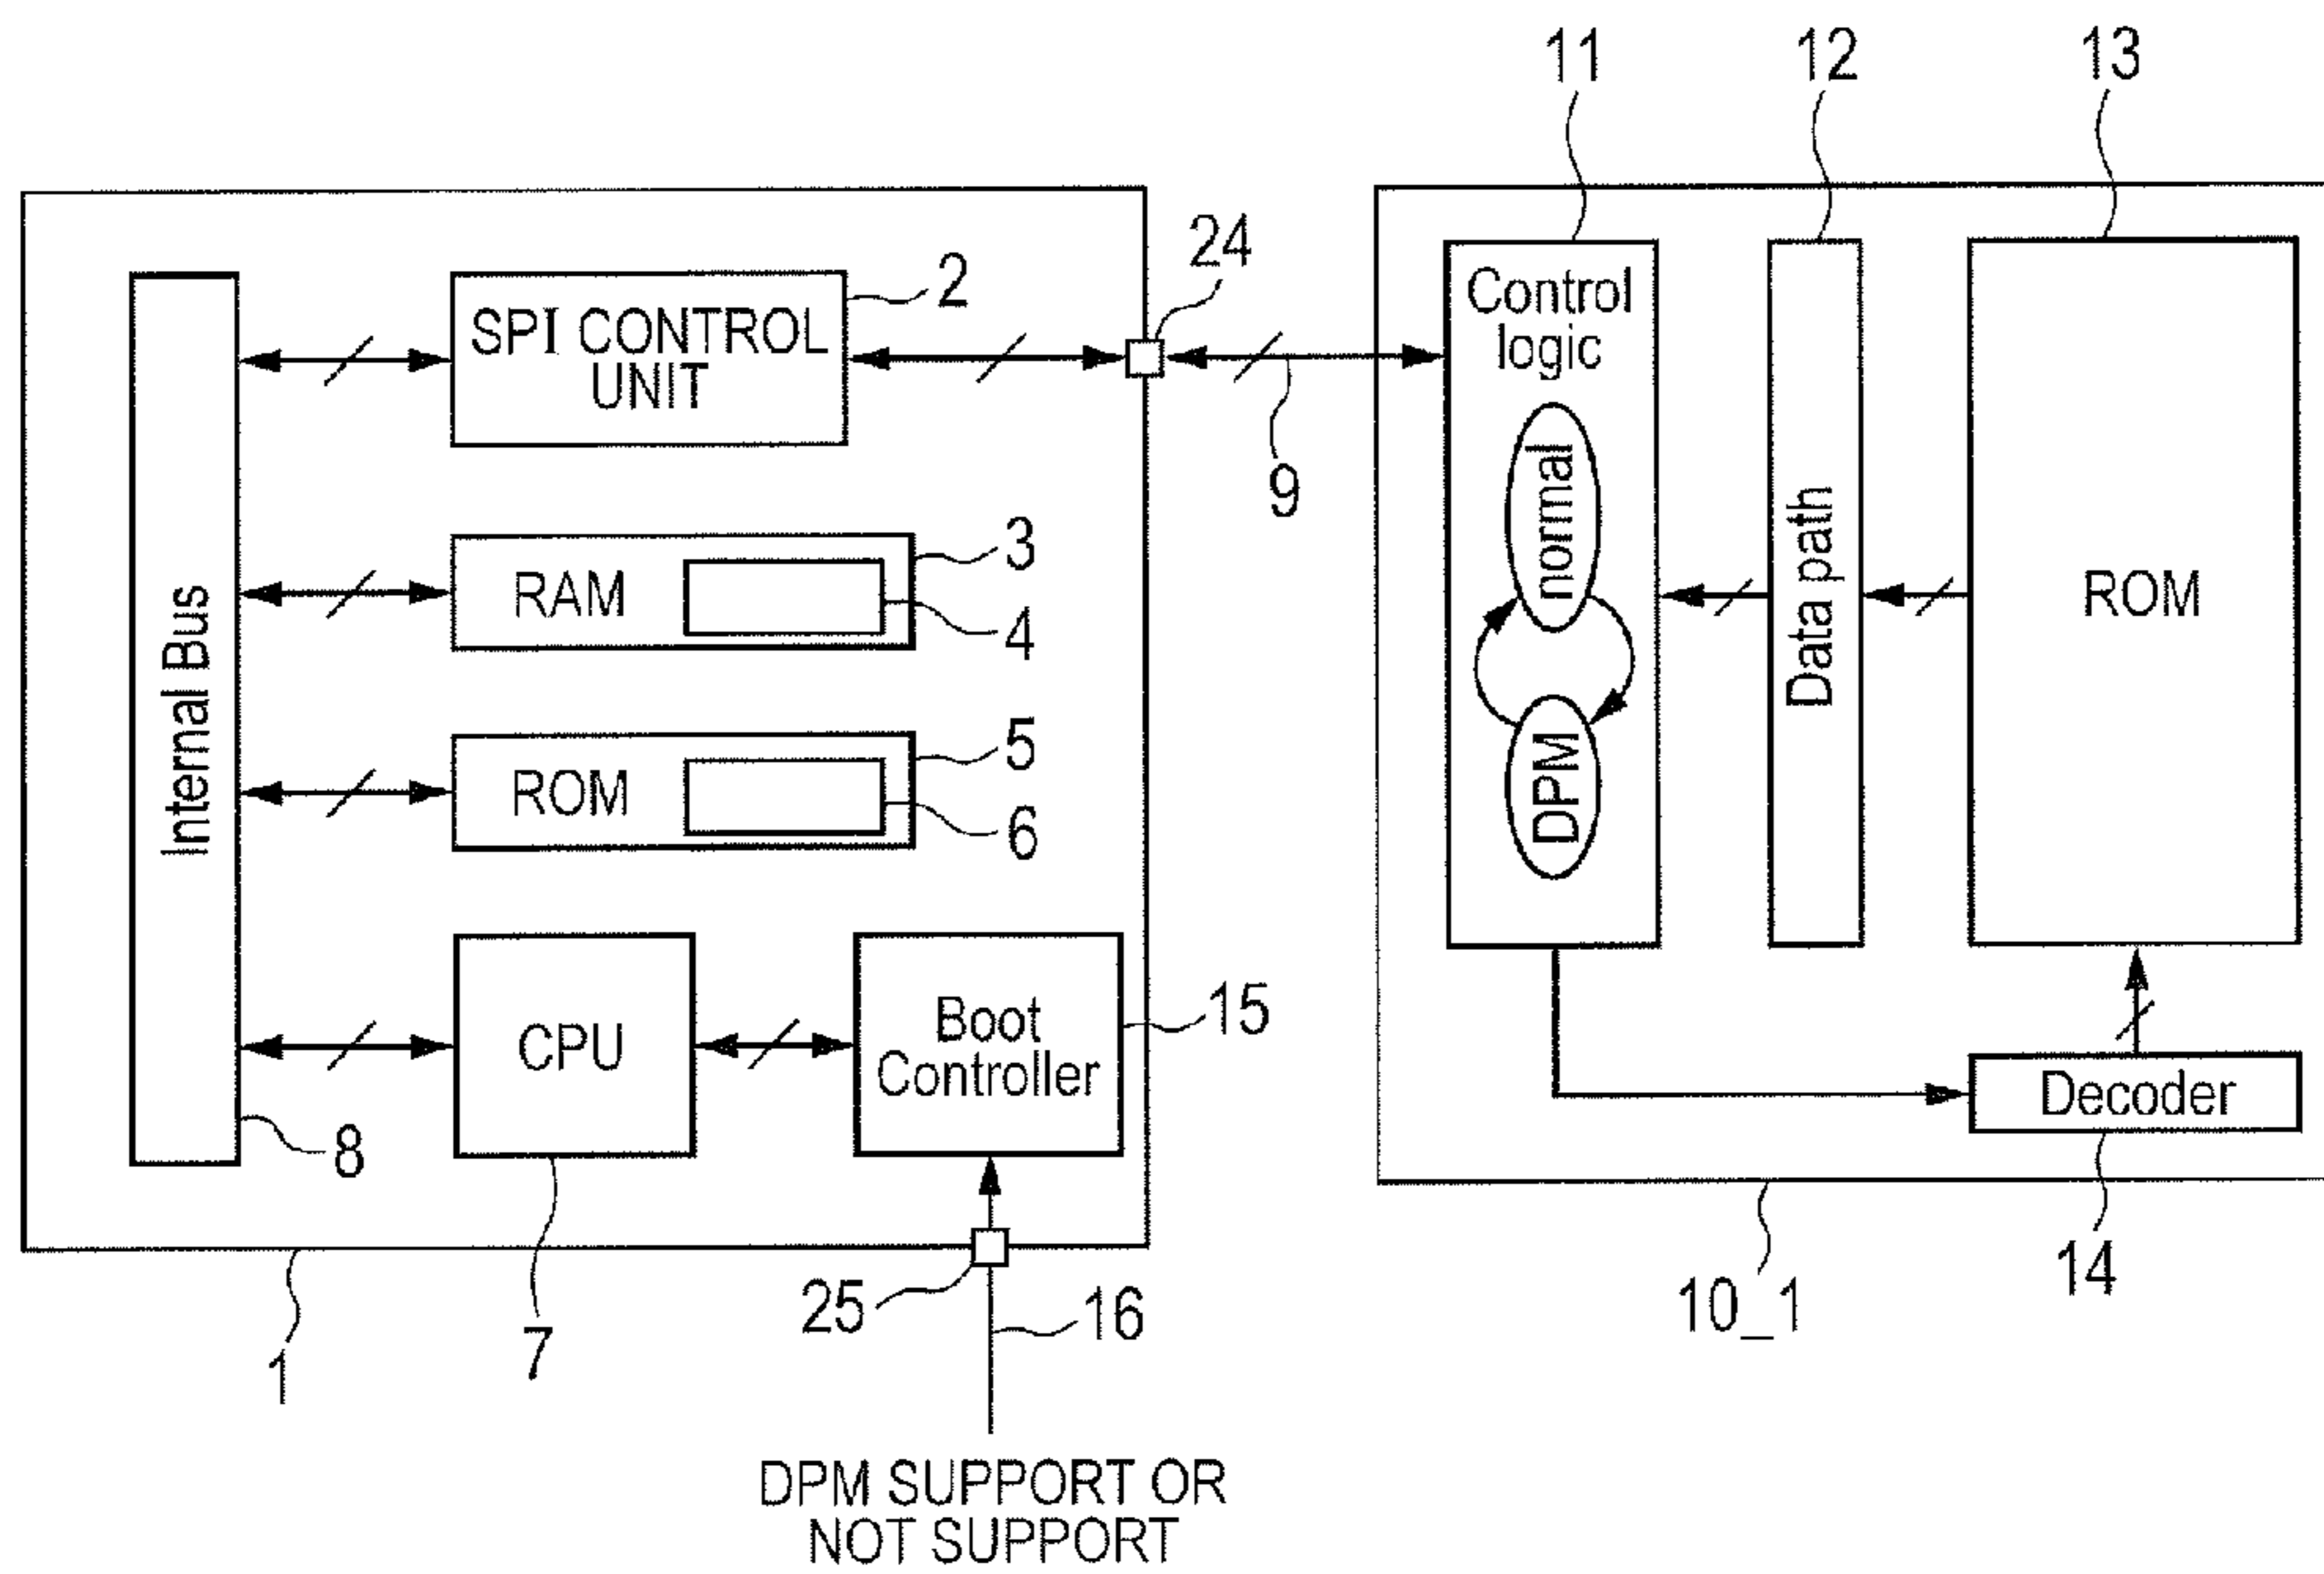 11
12
13
24
2
SPI CONTROL
UNIT
Control
logic
9
normal
3
RAM
4
Internal Bus
Data path
ROM
5
ROM
6
DPM
CPU
Boot
Controller
15
Decoder
8
25
16
7
1
10_1
14
DPM SUPPORT OR
NOT SUPPORT